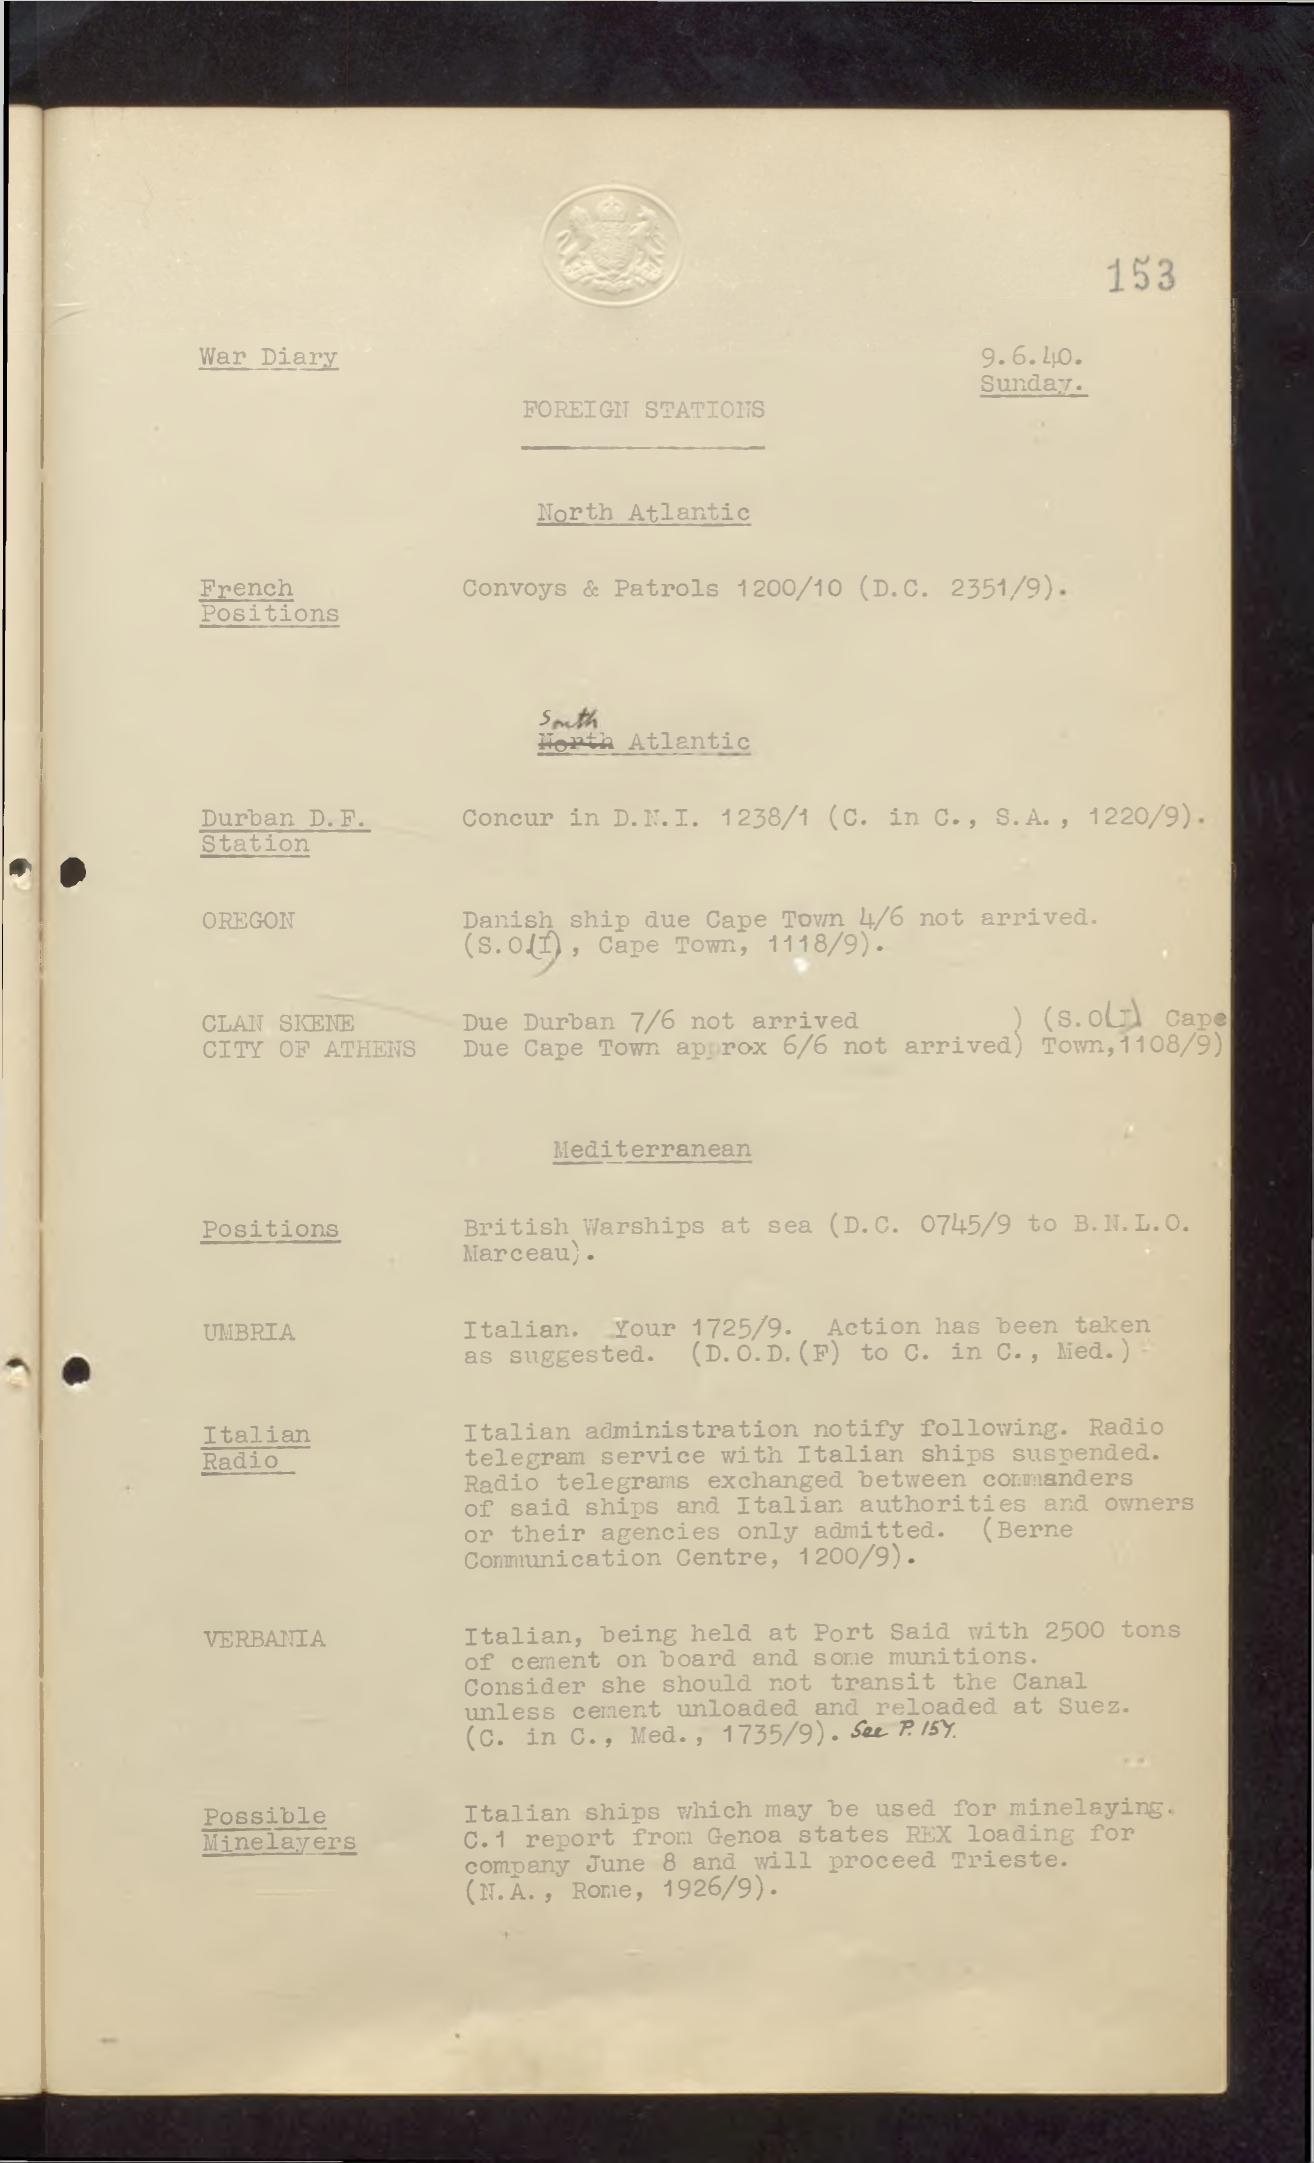 153
War Diary
9.6.40.
Sunday.
FOREIGN STATIONS
North Atlantic
French Positions
Convoys & Patrols 1200/10 (D.C. 2351/9).
South
North Atlantic
Durban D.F. Station
Concur in D.N.I. 1238/1 (C. in C., S.A., 1220/9).
OREGON
Danish ship due Cape Town 4/6 not arrived.
(S.O.(I), Cape Town, 1118/9).
CLAN SKENE Due Durban 7/6 not arrived ) (S.O(I) Cape
CITY OF ATHENS Due Cape Town approx 6/6 not arrived) Town,1108/9)
Mediterranean
Positions
British Warships at sea (D.C. 0745/9 to B.N.L.O.
Marceau).
UMBRIA
Italian. Your 1725/9. Action has been taken
as suggested. (D.O.D.(F) to C. in C., Med.)
Italian Radio
Italian administration notify following. Radio
telegram service with Italian ships suspended.
Radio telegrams exchanged between commanders
of said ships and Italian authorities and owners
or their agencies only admitted. (Berne
Communication Centre, 1200/9).
VERBANIA
Italian, being held at Port Said with 2500 tons
of cement on board and some munitions.
Consider she should not transit the Canal
unless cement unloaded and reloaded at Suez.
(C. in C., Med., 1735/9). See P.
Possible Minelayers
Italian ships which may be used for minelaying.
C.1 report from Genoa states REX loading for
company June 8 and will proceed Trieste.
(N.A., Rome, 1926/9).